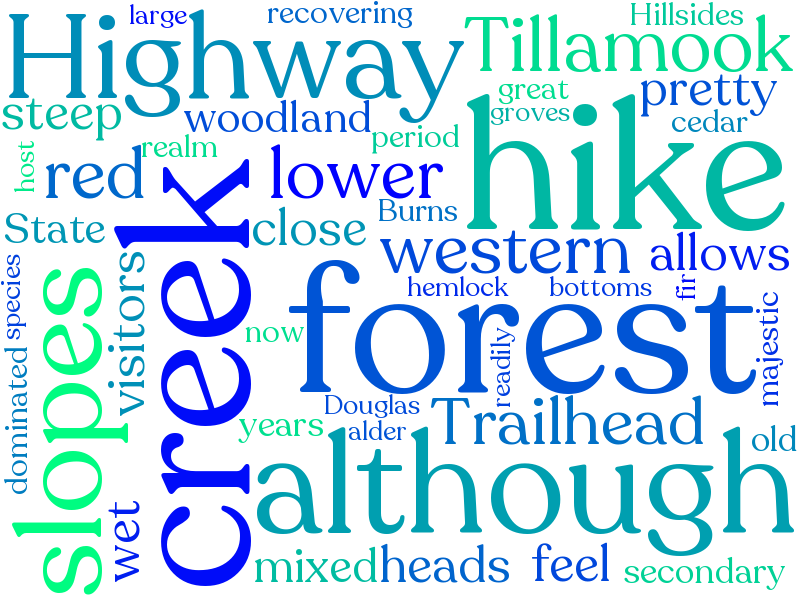 large
recovering
Hillsides
Highway
Tillamook
great
pretty
steep
woodland
groves
cedar
period
hike
host
realm
red
lower
Burns
State
close
creek
western
allows
species
visitors
hemlock
bottoms
fir
forest
slopes
now
readily
majestic
dominated
Douglas
years
alder
Trailhead
old
although
wet
mixed
heads
feel
secondary